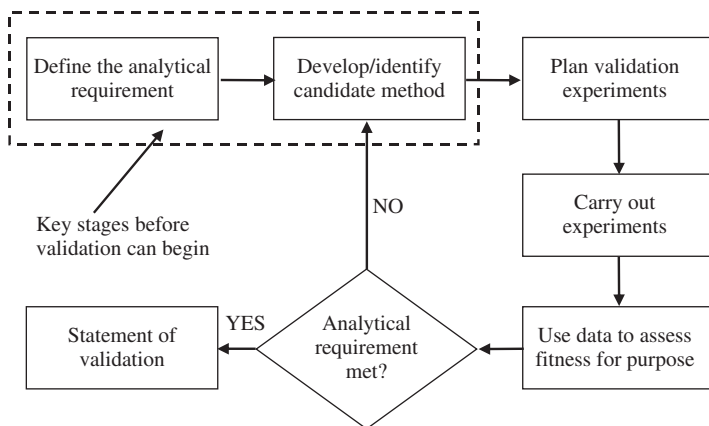 Define the analytical
requirement
Develop/identify
candidate method
Plan validation
experiments
Key stages before
validation can begin
NO
Carry out
experiments
Statement of
validation
YES
Analytical
requirement
met?
Use data to assess
fitness for purpose